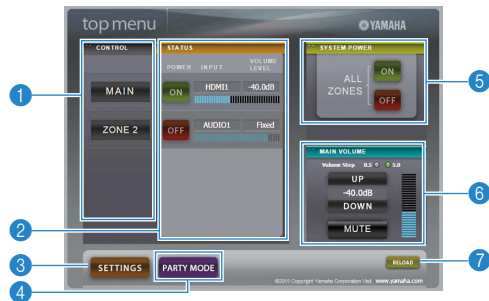 top menu
YAMAHA
CONTROL
STATUS
SYSTEM POWER
POWER INPUT VOLUME LEVEL
MAIN
ON HDMI1 -40.0dB
ZONE 2
OFF AUDIO1 Fixed
ALL ZONES
ON
OFF
MAIN VOLUME
Volume Step 0.5 5.0
UP
-40.0dB
DOWN
MUTE
SETTINGS
PARTY MODE
RELOAD
©2015 Copyright Yamaha Corporation Visit www.yamaha.com
1
2
3
4
5
6
7